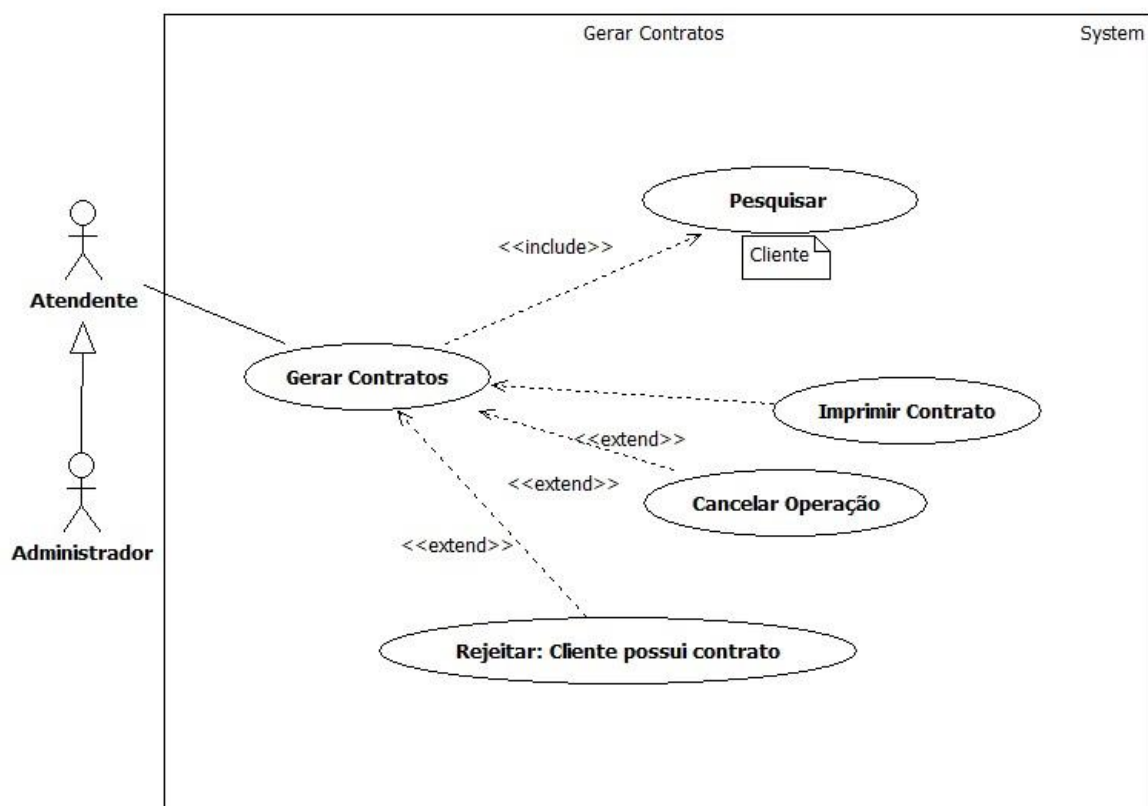 Gerar Contratos
System
Pesquisar
<<include>>
Cliente
Atendente
Gerar Contratos
Imprimir Contrato
<<extend>>
<<extend>>
Cancelar Operação
<<extend>>
Administrador
Rejeitar: Cliente possui contrato